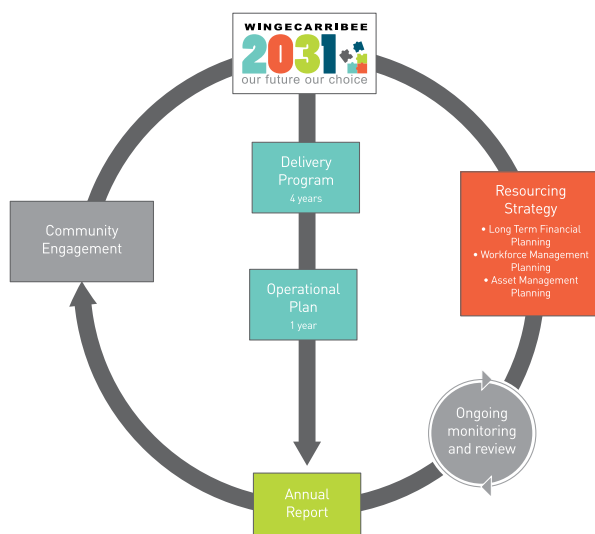 WINGECARRIBEE
2031
our future our choice
Delivery
Program
4 years
Community
Engagement
Resourcing
Strategy
• Long Term Financial
Planning
• Workforce Management
Planning
• Asset Management
Planning
Operational
Plan
1 year
Ongoing
monitoring
and review
Annual
Report